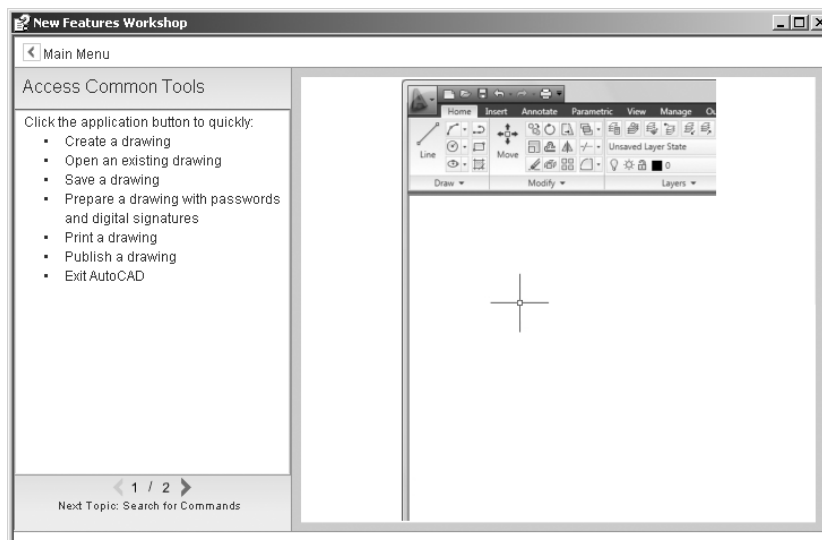 New Features Workshop
Main Menu
Access Common Tools
Click the application button to quickly:
▪ Create a drawing
▪ Open an existing drawing
▪ Save a drawing
▪ Prepare a drawing with passwords
and digital signatures
▪ Print a drawing
▪ Publish a drawing
▪ Exit AutoCAD
1 / 2
Next Topic: Search for Commands
Home Insert Annotate Parametric View Manage Ou
Line Move Unsaved Layer State
0
Draw Modify Layers